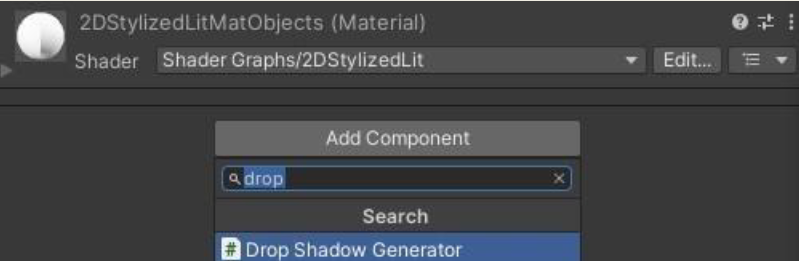 2DStylizedLitMatObjects (Material)
Shader Shader Graphs/2DStylizedLit Edit...
Add Component
drop
Search
Drop Shadow Generator